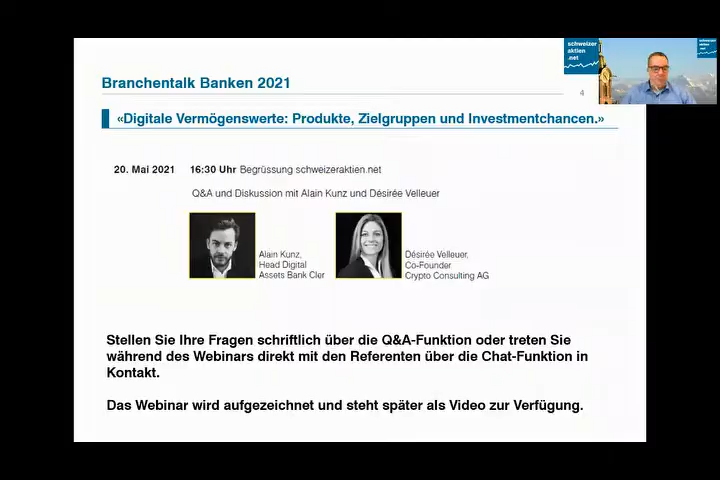 schweizer
aktien
.net
Branchentalk Banken 2021
4
«Digitale Vermögenswerte: Produkte, Zielgruppen und Investmentchancen.»
20. Mai 2021 16:30 Uhr Begrüssung schweizeraktien.net
Q&A und Diskussion mit Alain Kunz und Désirée Velleuer
Alain Kunz,
Head Digital
Assets Bank Cler
Désirée Velleuer,
Co-Founder
Crypto Consulting AG
Stellen Sie Ihre Fragen schriftlich über die Q&A-Funktion oder treten Sie
während des Webinars direkt mit den Referenten über die Chat-Funktion in
Kontakt.
Das Webinar wird aufgezeichnet und steht später als Video zur Verfügung.